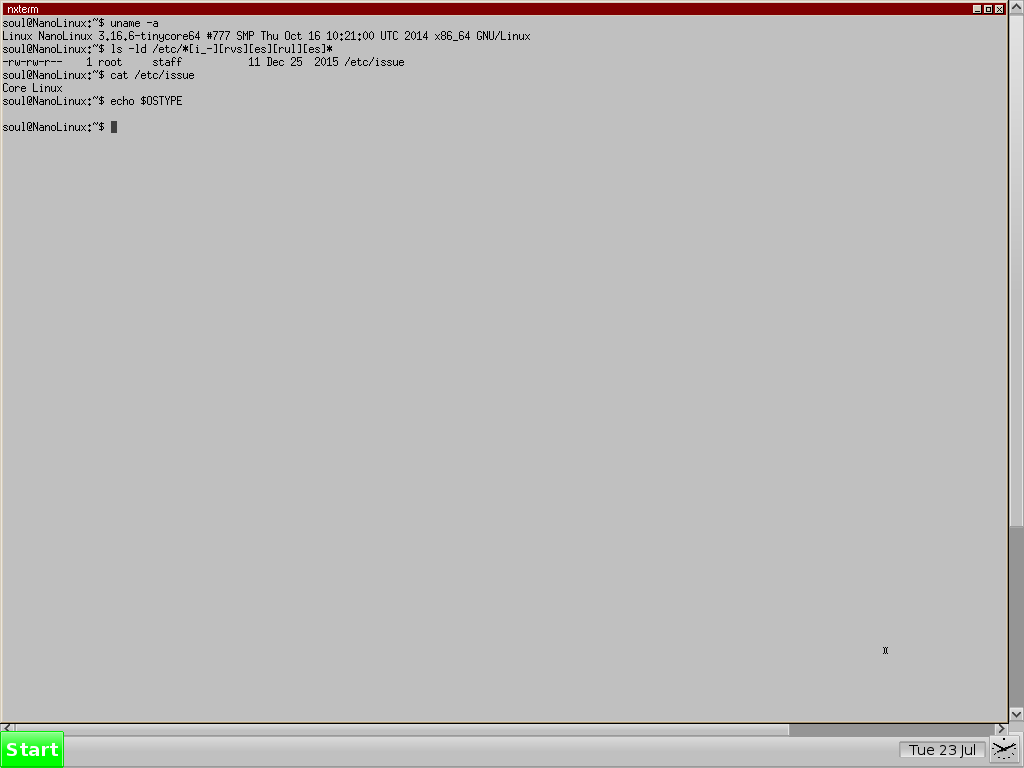 nxterm
soul@NanoLinux:~$ uname -a
Linux NanoLinux 3.16.6-tinycore64 #777 SMP Thu Oct 16 10:21:00 UTC 2014 x86_64 GNU/Linux
soul@NanoLinux:~$ ls -ld /etc/*[i_-][rvs][es][rul][es]*
-rw-rw-r--    1 root     staff           11 Dec 25  2015 /etc/issue
soul@NanoLinux:~$ cat /etc/issue
Core Linux
soul@NanoLinux:~$ echo $OSTYPE
soul@NanoLinux:~$
Start
Tue 23 Jul